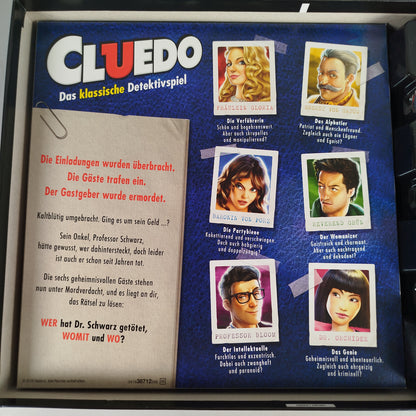 CLUEDO
Das klassische Detektivspiel
Die Einladungen wurden überbracht.
Die Gäste trafen ein.
Der Gastgeber wurde ermordet.
Kaltblütig umgebracht. Ging es um sein Geld ...?
Sein Onkel, Professor Schwarz,
hätte gewusst, wer dahintersteckt, doch leider
ist auch er schon seit Jahren tot.
Die sechs geheimnisvollen Gäste stehen
nun unter Mordverdacht, und es liegt an dir,
das Rätsel zu lösen:
WER hat Dr. Schwarz getötet,
WOMIT und WO?
FRÄULEIN GLORIA
Die Verführerin
Schön und begehrenswert.
Aber auch skrupellos
und manipulierend?
Das Alphatier
Patriot und Menschenfreund.
Zugleich auch ein Lügner
und Egoist?
BARONIN VON PORZ
Die Partybiene
Kokettierend und verschwiegen.
Doch auch habgierig
und doppelzüngig?
REVEREND GRÜN
Der Womanizer
Geistreich und charmant.
Aber auch nachtragend
und dekadent?
PROFESSOR BLOOM
Der Intellektuelle
Furchtlos und exzentrisch.
Dabei auch zwanghaft
und paranoid?
DR. ORCHIDEE
Das Genie
Geheimnisvoll und abenteuerlich.
Zugleich auch ehrgeizig
und kriminell?